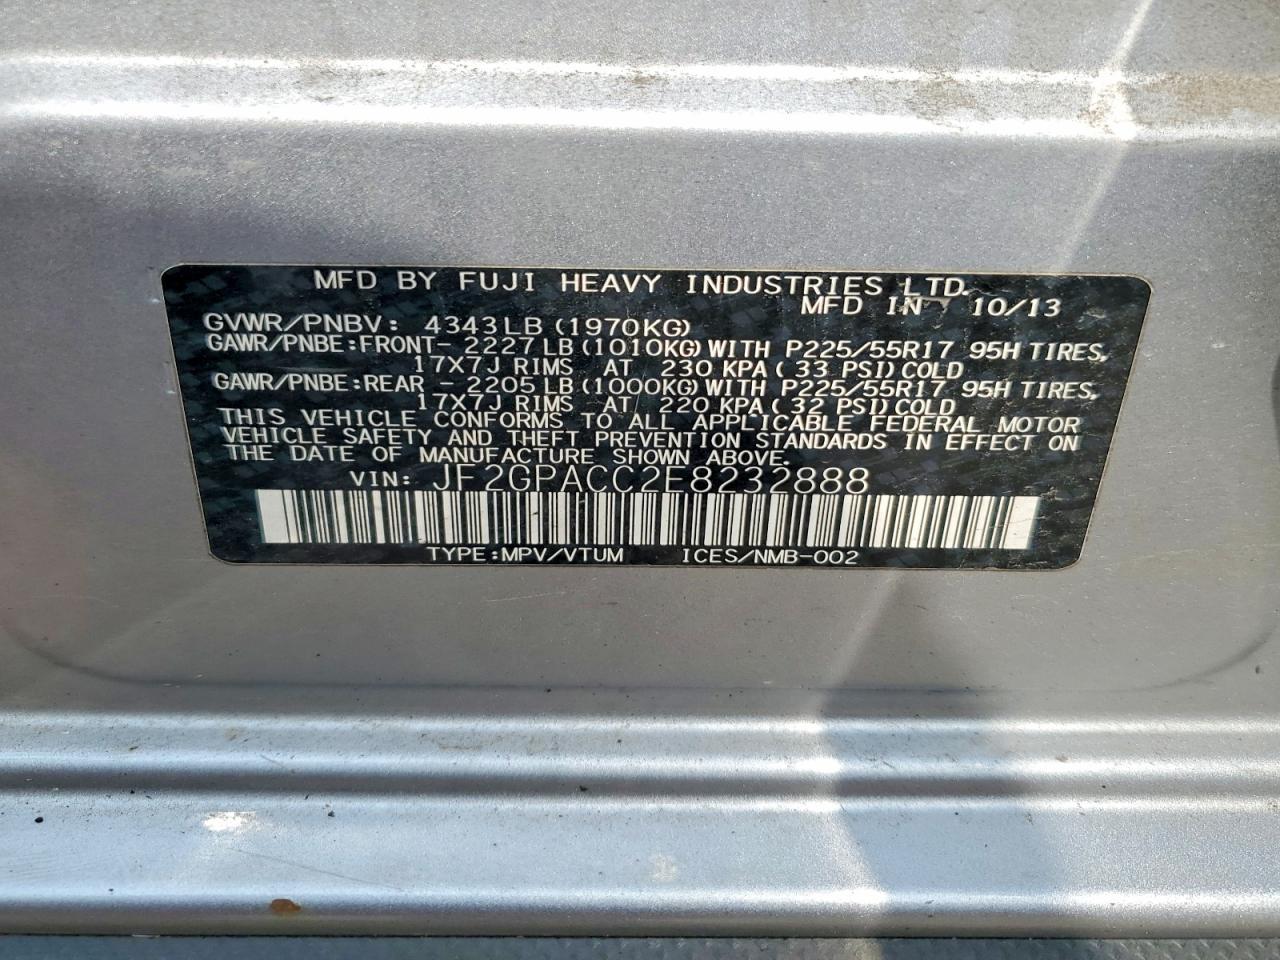 MFD BY FUJI HEAVY INDUSTRIES LTD.
MFD IN 10/13
GVWR/PNBV: 4343LB(1970KG)
GAWR/PNBE:FRONT- 2227LB(1010KG)WITH P225/55R17 95H TIRES,
17X7J RIMS AT 230 KPA( 33 PSI)COLD
GAWR/PNBE:REAR - 2205LB(1000KG)WITH P225/55R17 95H TIRES,
17X7J RIMS AT 220 KPA( 32 PSI)COLD
THIS VEHICLE CONFORMS TO ALL APPLICABLE FEDERAL MOTOR
VEHICLE SAFETY AND THEFT PREVENTION STANDARDS IN EFFECT ON
THE DATE OF MANUFACTURE SHOWN ABOVE.
VIN: JF2GPACC2E8232888
TYPE:MPV/VTUM ICES/NMB-002